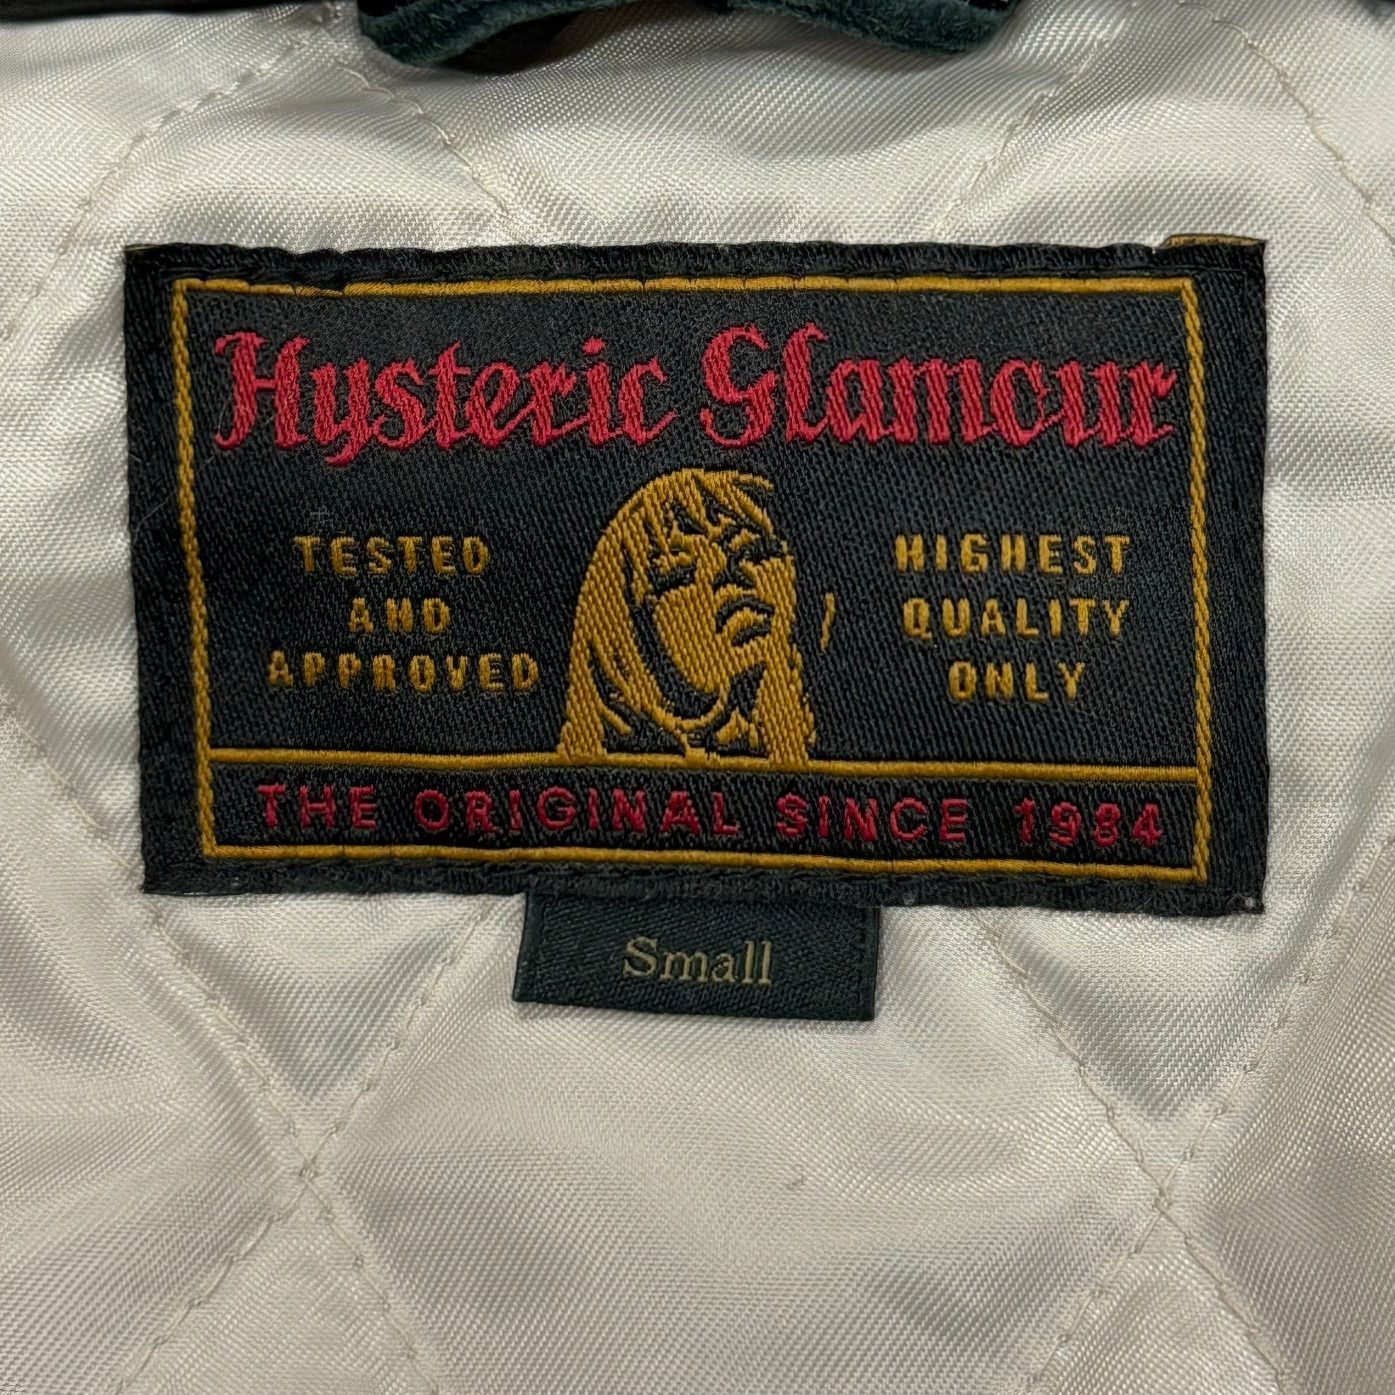 Hysteric Glamour
TESTED
AND
APPROVED
HIGHEST
QUALITY
ONLY
THE ORIGINAL SINCE 1984
Small